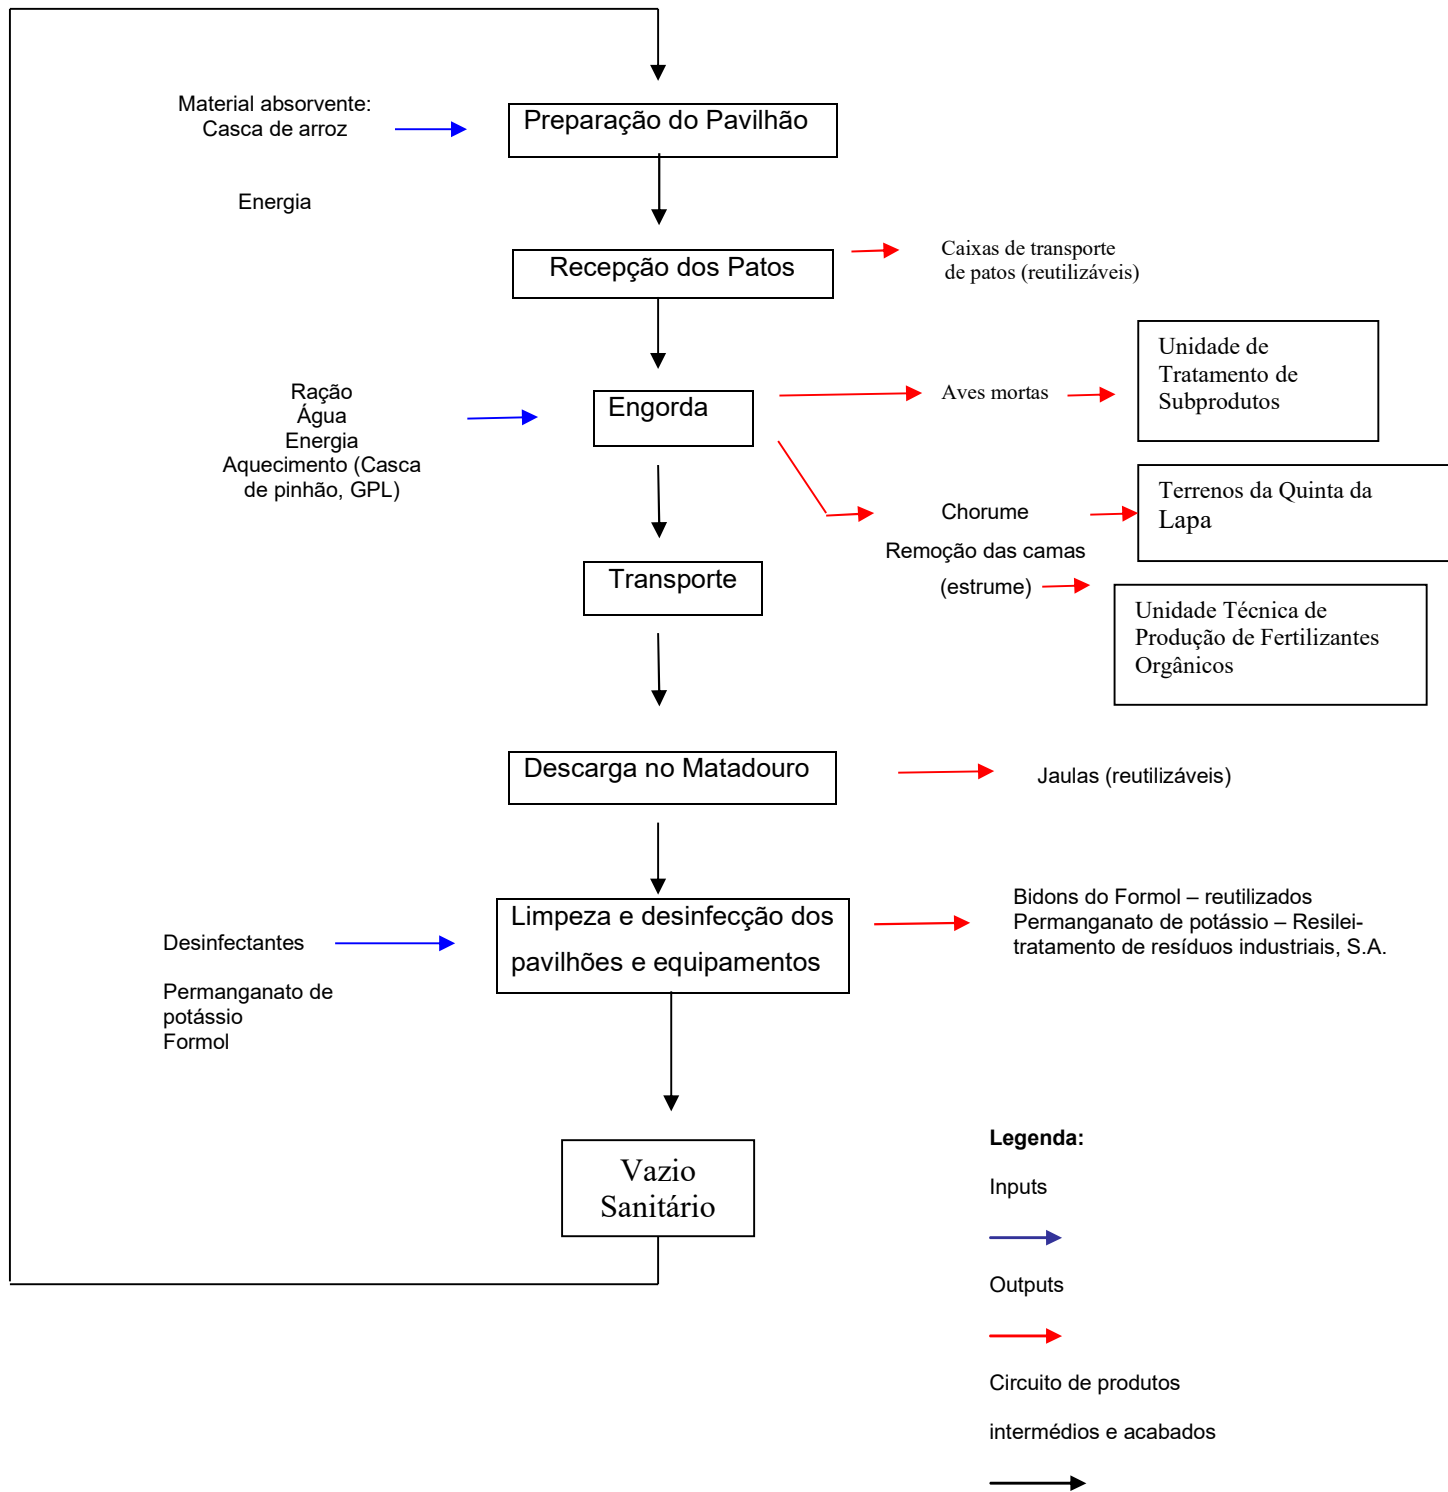 Material absorvente:
Casca de arroz
Preparação do Pavilhão
Energia
Recepção dos Patos
Caixas de transporte
de patos (reutilizáveis)
Ração
Água
Energia
Aquecimento (Casca
de pinhão, GPL)
Engorda
Aves mortas
Unidade de
Tratamento de
Subprodutos
Chorume
Terrenos da Quinta da
Lapa
Remoção das camas
(estrume)
Unidade Técnica de
Produção de Fertilizantes
Orgânicos
Transporte
Descarga no Matadouro
Jaulas (reutilizáveis)
Desinfectantes
Permanganato de
potássio
Formol
Limpeza e desinfecção dos
pavilhões e equipamentos
Bidons do Formol – reutilizados
Permanganato de potássio – Resilei-
tratamento de resíduos industriais, S.A.
Vazio
Sanitário
Legenda:
Inputs
Outputs
Circuito de produtos
intermédios e acabados